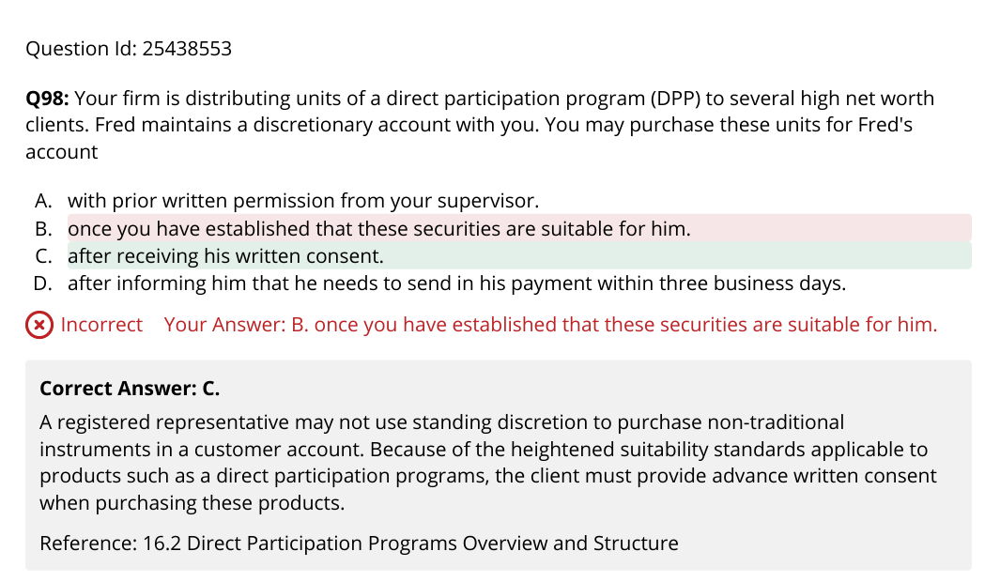 Question Id: 25438553
Q98: Your firm is distributing units of a direct participation program (DPP) to several high net worth
clients. Fred maintains a discretionary account with you. You may purchase these units for Fred's
account
A. with prior written permission from your supervisor.
B. once you have established that these securities are suitable for him.
C. after receiving his written consent.
D. after informing him that he needs to send in his payment within three business days.
Incorrect Your Answer: B. once you have established that these securities are suitable for him.
Correct Answer: C.
A registered representative may not use standing discretion to purchase non-traditional
instruments in a customer account. Because of the heightened suitability standards applicable to
products such as a direct participation programs, the client must provide advance written consent
when purchasing these products.
Reference: 16.2 Direct Participation Programs Overview and Structure